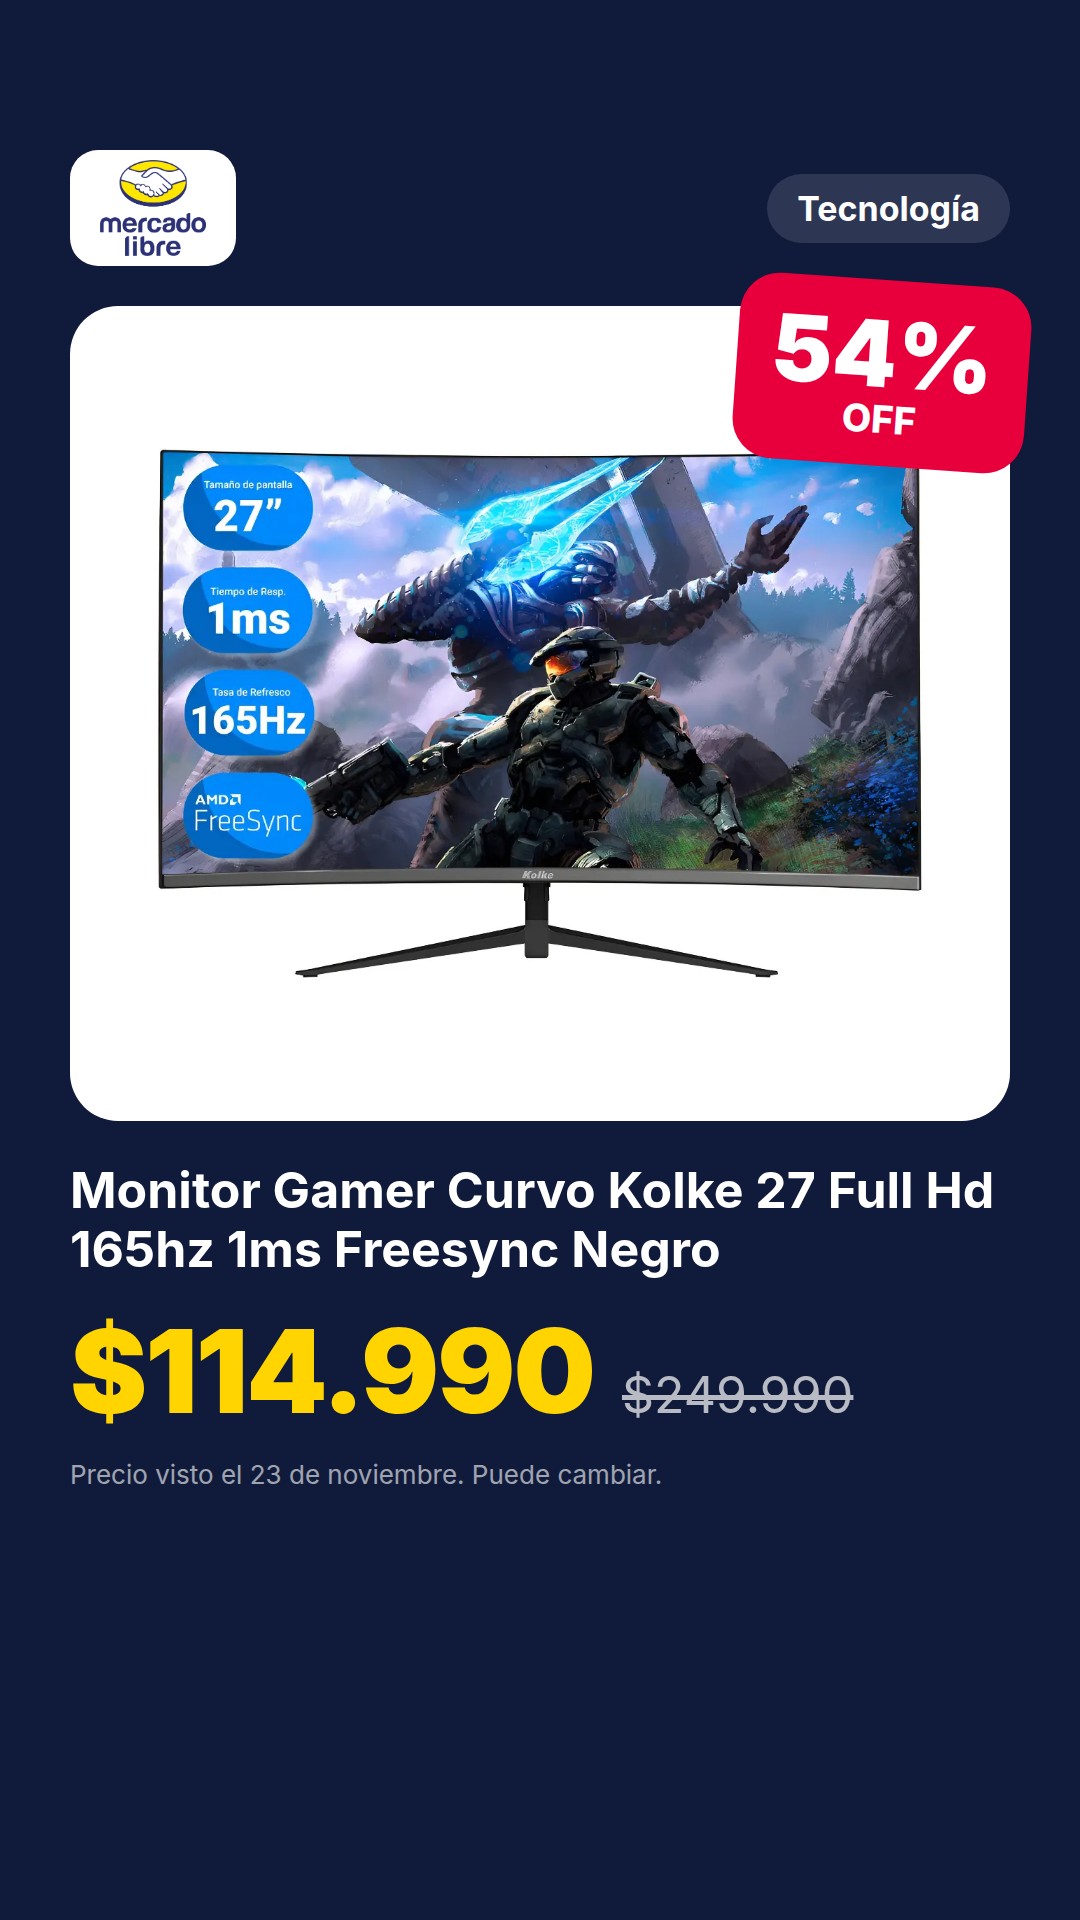 mercado
libre
Tecnología
54%
OFF
Tamaño de pantalla
27”
Tiempo de Resp.
1ms
Tasa de Refresco
165Hz
AMD
FreeSync
Kolke
Monitor Gamer Curvo Kolke 27 Full Hd
165hz 1ms Freesync Negro
$114.990 $249.990
Precio visto el 23 de noviembre. Puede cambiar.